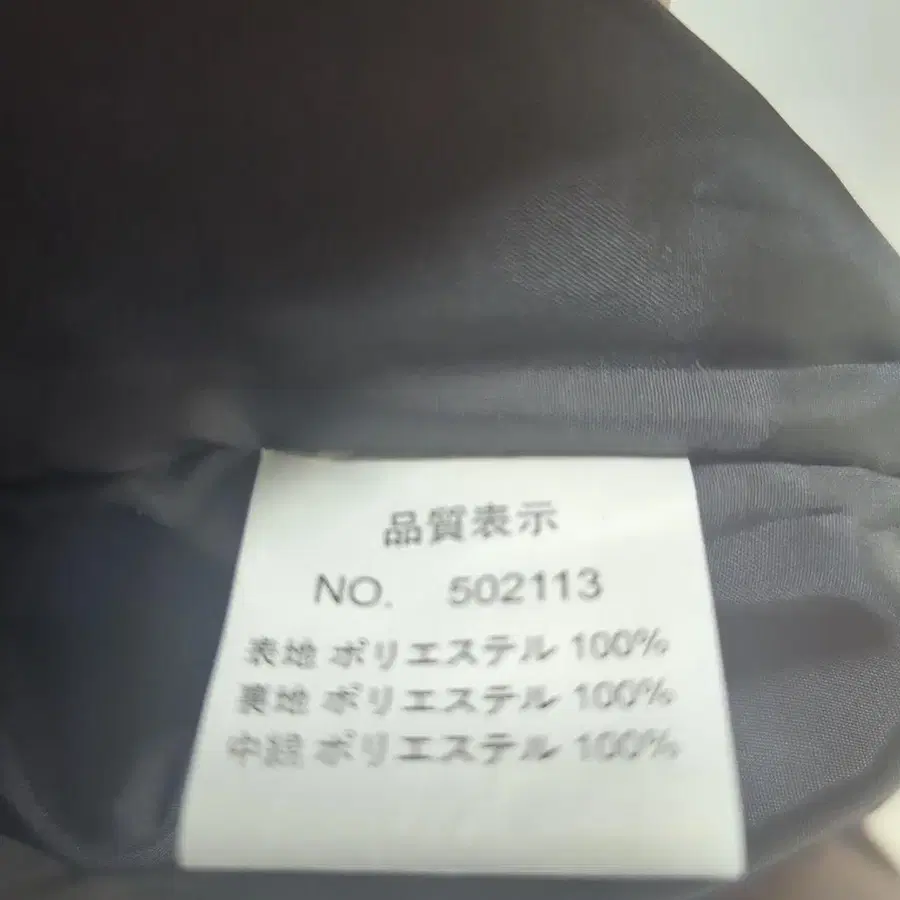 品質表示
NO. 502113
表地 ポリエステル 100%
裏地 ポリエステル 100%
中綿 ポリエステル 100%